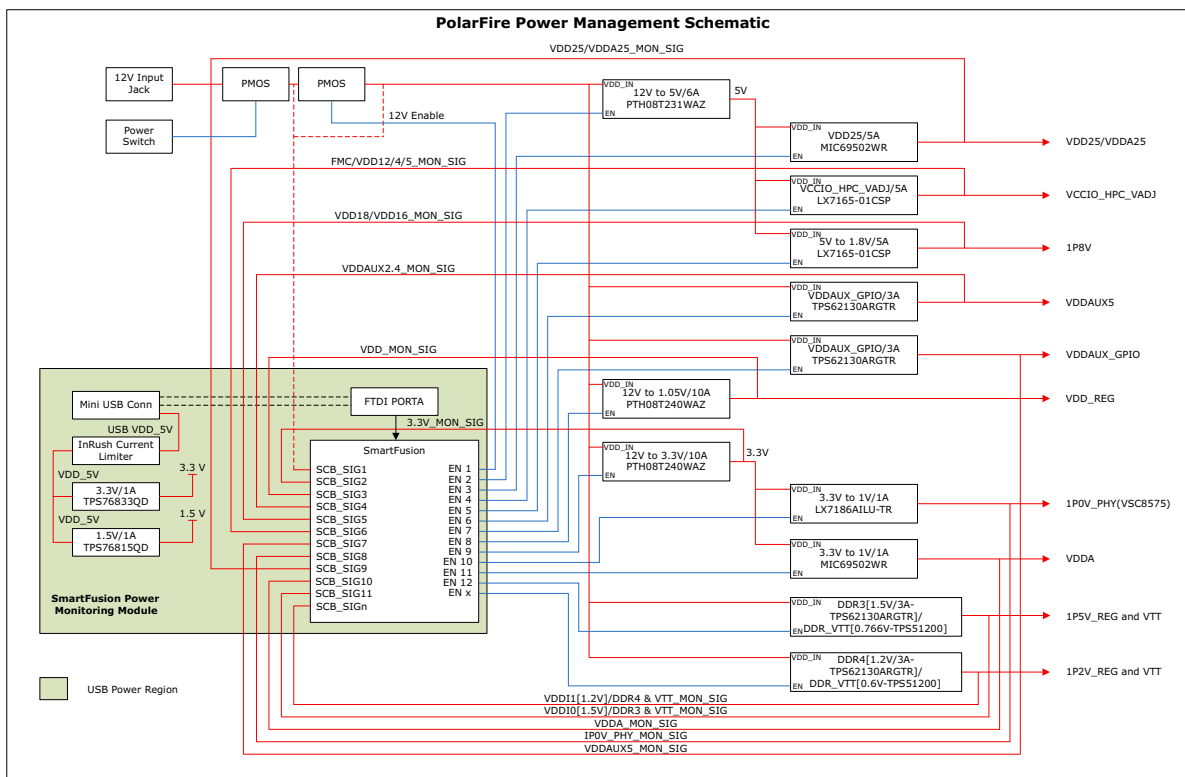 PolarFire Power Management Schematic
VDD25/VDDA25_MON_SIG
12V Input
Jack
PMOS
PMOS
VDD_IN
12V to 5V/6A
PTH08T231WAZ
EN
5V
12V Enable
Power
Switch
VDD_IN
VDD25/5A
MIC69502WR
EN
VDD25/VDDA25
FMC/VDD12/4/5_MON_SIG
VDD_IN
VCCIO_HPC_VADJ/5A
LX7165-01CSP
EN
VCCIO_HPC_VADJ
VDD18/VDD16_MON_SIG
VDD_IN
5V to 1.8V/5A
LX7165-01CSP
EN
1P8V
VDDAUX2.4_MON_SIG
VDD_IN
VDDAUX_GPIO/3A
TPS62130ARGTR
EN
VDDAUX5
VDD_MON_SIG
VDD_IN
VDDAUX_GPIO/3A
TPS62130ARGTR
EN
VDDAUX_GPIO
VDD_IN
12V to 1.05V/10A
PTH08T240WAZ
EN
VDD_REG
Mini USB Conn
FTDI PORTA
USB VDD_5V
3.3V_MON_SIG
InRush Current
Limiter
VDD_5V
3.3 V
3.3V/1A
TPS76833QD
VDD_5V
1.5 V
1.5V/1A
TPS76815QD
SmartFusion Power
Monitoring Module
SmartFusion
SCB_SIG1
SCB_SIG2
SCB_SIG3
SCB_SIG4
SCB_SIG5
SCB_SIG6
SCB_SIG7
SCB_SIG8
SCB_SIG9
SCB_SIG10
SCB_SIG11
SCB_SIGn
EN 1
EN 2
EN 3
EN 4
EN 5
EN 6
EN 7
EN 8
EN 9
EN 10
EN 11
EN 12
EN x
VDD_IN
12V to 3.3V/10A
PTH08T240WAZ
EN
3.3V
VDD_IN
3.3V to 1V/1A
LX7186AILU-TR
EN
1P0V_PHY(VSC8575)
VDD_IN
3.3V to 1V/1A
MIC69502WR
EN
VDDA
VDD_IN
DDR3[1.5V/3A-
TPS62130ARGTR]/
DDR_VTT[0.766V-TPS51200]
EN
1P5V_REG and VTT
VDD_IN
DDR4[1.2V/3A-
TPS62130ARGTR]/
DDR_VTT[0.6V-TPS51200]
EN
1P2V_REG and VTT
USB Power Region
VDDI1[1.2V]/DDR4 & VTT_MON_SIG
VDDI0[1.5V]/DDR3 & VTT_MON_SIG
VDDA_MON_SIG
IP0V_PHY_MON_SIG
VDDAUX5_MON_SIG